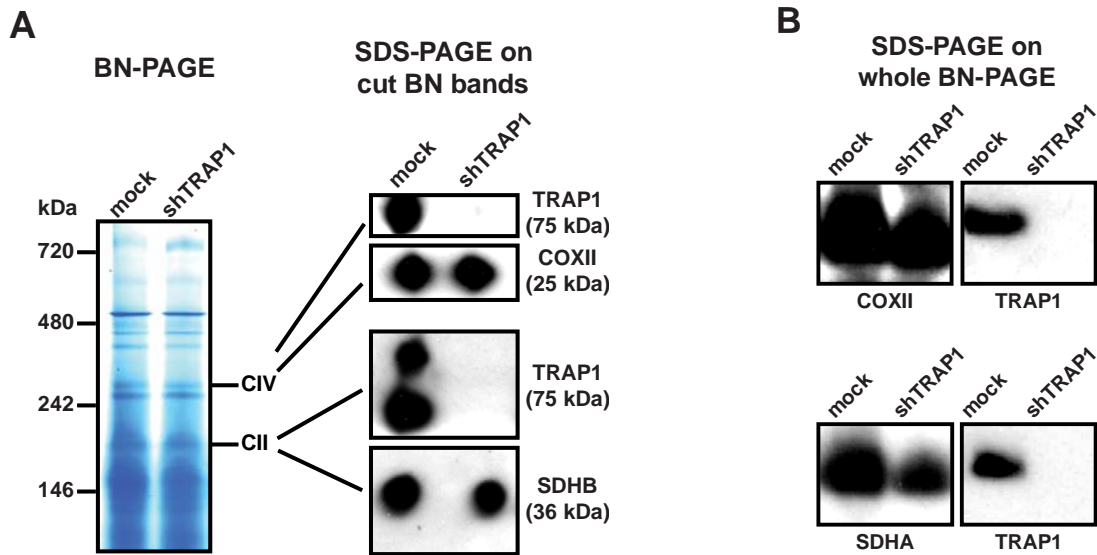 A
BN-PAGE
SDS-PAGE on
cut BN bands
mock
shTRAP1
mock
shTRAP1
kDa
720
480
242
146
CIV
CII
TRAP1
(75 kDa)
COXII
(25 kDa)
TRAP1
(75 kDa)
SDHB
(36 kDa)
B
SDS-PAGE on
whole BN-PAGE
mock
shTRAP1
mock
shTRAP1
COXII
TRAP1
mock
shTRAP1
mock
shTRAP1
SDHA
TRAP1